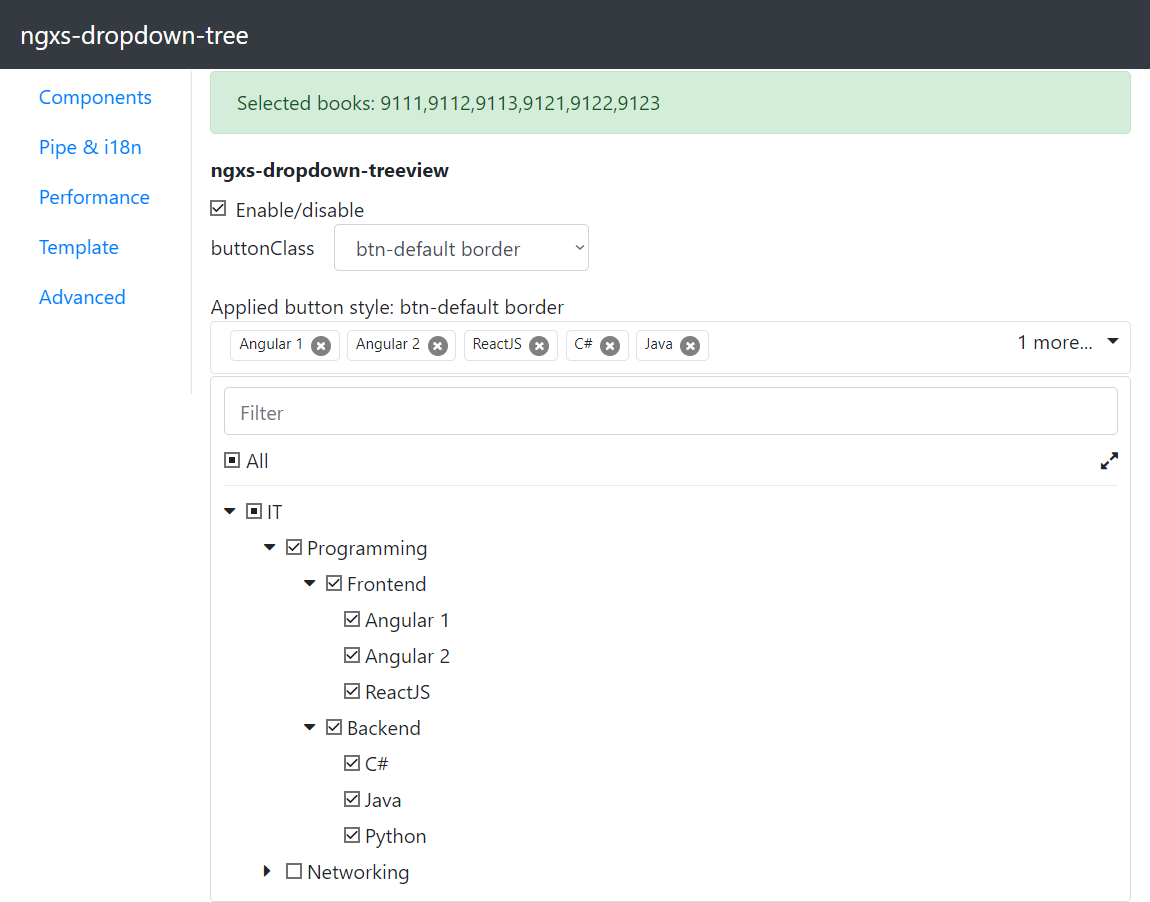 ngxs-dropdown-tree
Components
Pipe & i18n
Performance
Template
Advanced
Selected books: 9111,9112,9113,9121,9122,9123
ngxs-dropdown-treeview
Enable/disable
buttonClass btn-default border
Applied button style: btn-default border
Angular 1 Angular 2 ReactJS C# Java 1 more...
Filter
All
IT
Programming
Frontend
Angular 1
Angular 2
ReactJS
Backend
C#
Java
Python
Networking